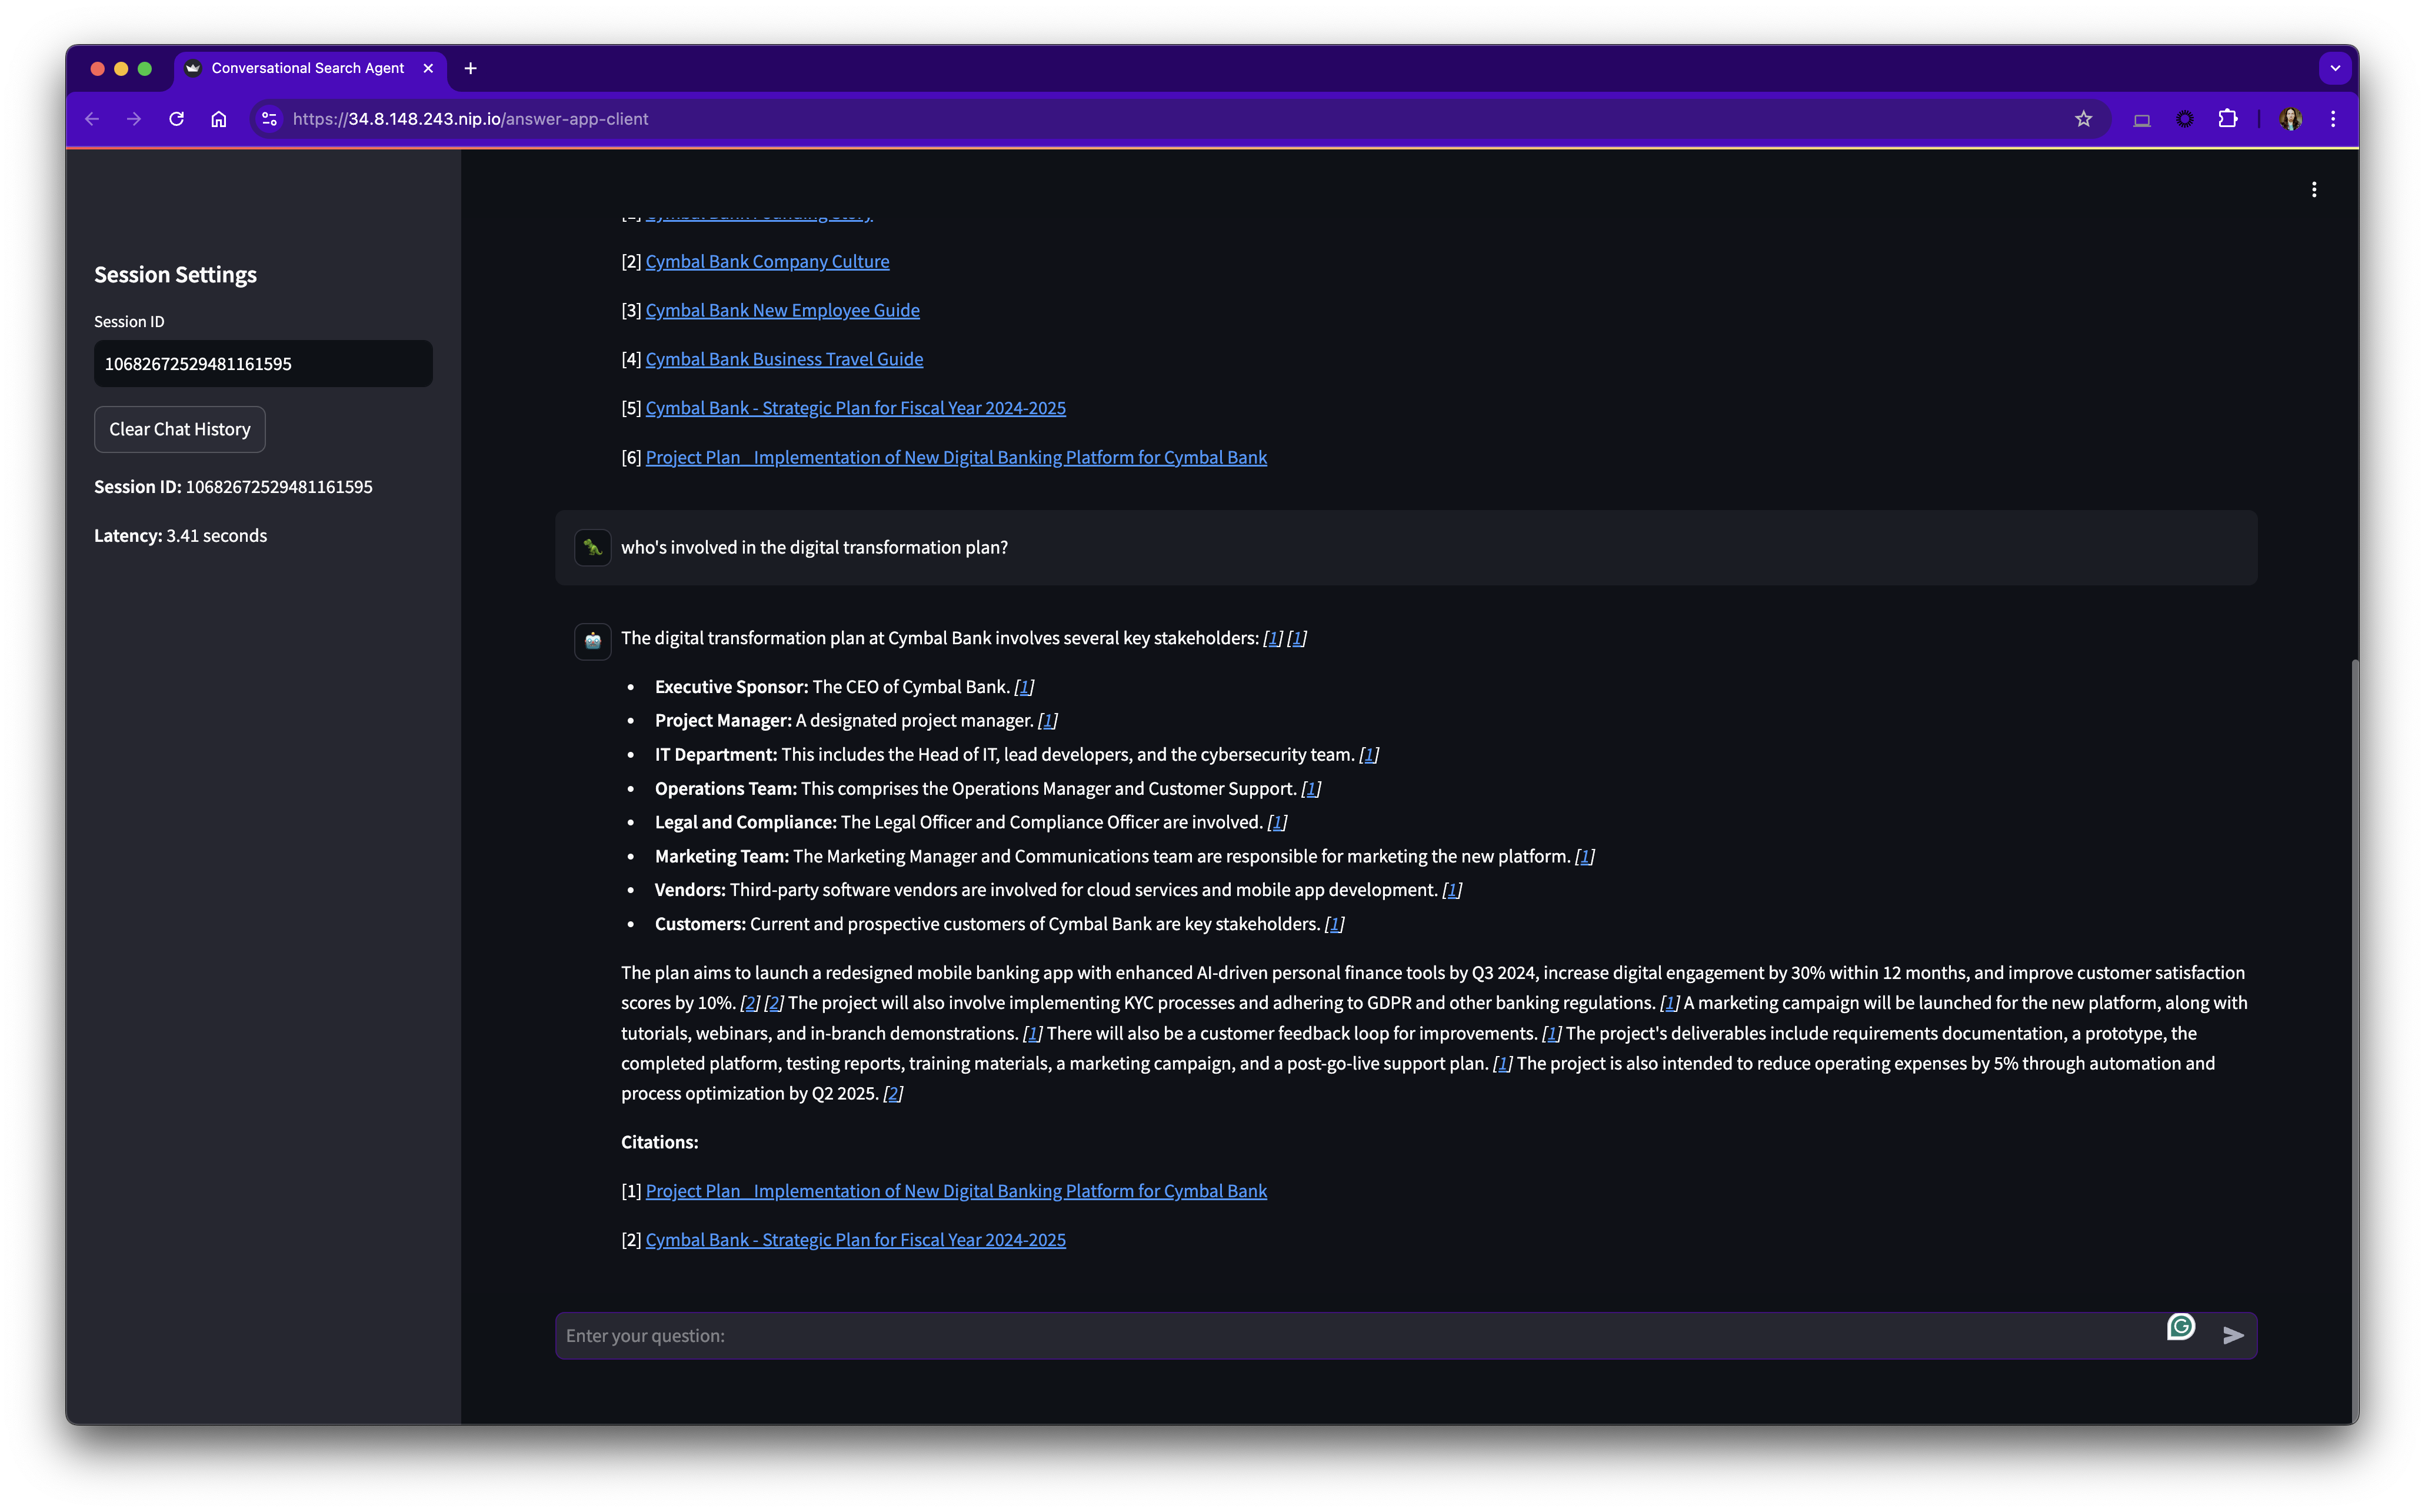 Conversational Search Agent
https://34.8.148.243.nip.io/answer-app-client
Session Settings
Session ID
10682672529481161595
Clear Chat History
Session ID: 10682672529481161595
Latency: 3.41 seconds
[1] Cymbal Bank Founding Story
[2] Cymbal Bank Company Culture
[3] Cymbal Bank New Employee Guide
[4] Cymbal Bank Business Travel Guide
[5] Cymbal Bank - Strategic Plan for Fiscal Year 2024-2025
[6] Project Plan_ Implementation of New Digital Banking Platform for Cymbal Bank
who's involved in the digital transformation plan?
The digital transformation plan at Cymbal Bank involves several key stakeholders: [1] [1]
• Executive Sponsor: The CEO of Cymbal Bank. [1]
• Project Manager: A designated project manager. [1]
• IT Department: This includes the Head of IT, lead developers, and the cybersecurity team. [1]
• Operations Team: This comprises the Operations Manager and Customer Support. [1]
• Legal and Compliance: The Legal Officer and Compliance Officer are involved. [1]
• Marketing Team: The Marketing Manager and Communications team are responsible for marketing the new platform. [1]
• Vendors: Third-party software vendors are involved for cloud services and mobile app development. [1]
• Customers: Current and prospective customers of Cymbal Bank are key stakeholders. [1]
The plan aims to launch a redesigned mobile banking app with enhanced AI-driven personal finance tools by Q3 2024, increase digital engagement by 30% within 12 months, and improve customer satisfaction
scores by 10%. [2] [2] The project will also involve implementing KYC processes and adhering to GDPR and other banking regulations. [1] A marketing campaign will be launched for the new platform, along with
tutorials, webinars, and in-branch demonstrations. [1] There will also be a customer feedback loop for improvements. [1] The project's deliverables include requirements documentation, a prototype, the
completed platform, testing reports, training materials, a marketing campaign, and a post-go-live support plan. [1] The project is also intended to reduce operating expenses by 5% through automation and
process optimization by Q2 2025. [2]
Citations:
[1] Project Plan_ Implementation of New Digital Banking Platform for Cymbal Bank
[2] Cymbal Bank - Strategic Plan for Fiscal Year 2024-2025
Enter your question: